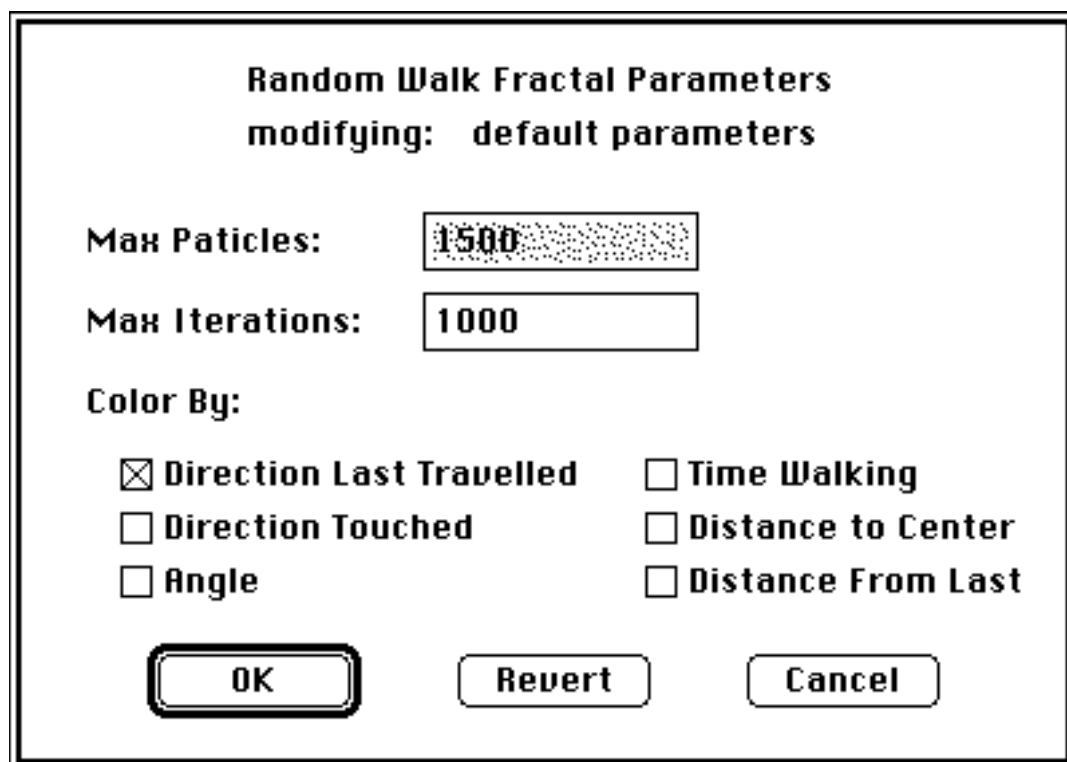 Random Walk Fractal Parameters
modifying: default parameters
Max Paticles: 1500
Max Iterations: 1000
Color By:
Direction Last Travelled Time Walking
Direction Touched Distance to Center
Angle Distance From Last
OK Revert Cancel